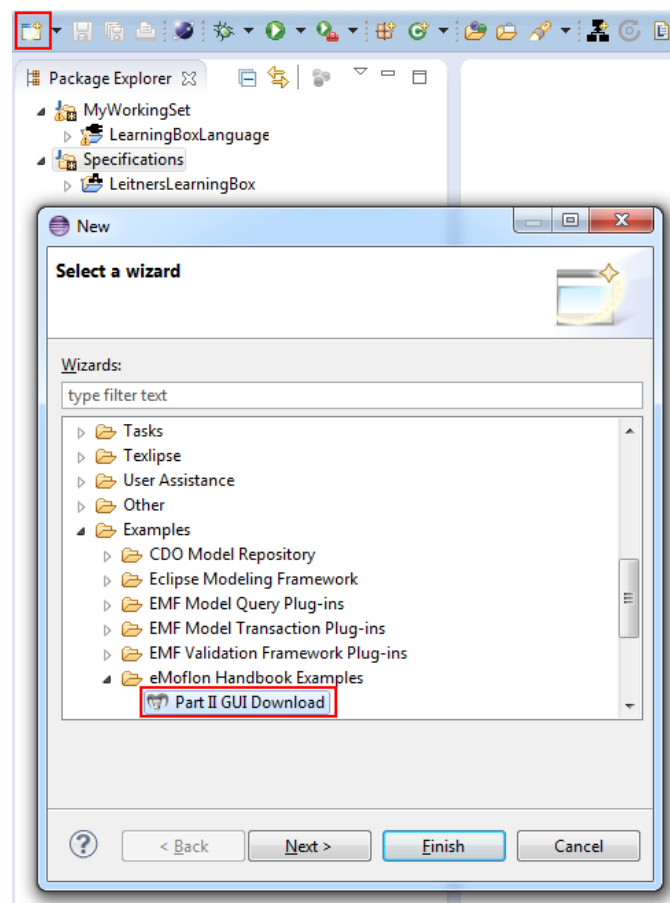 Package Explorer
MyWorkingSet
LearningBoxLanguage
Specifications
LeitnersLearningBox
New
Select a wizard
Wizards:
type filter text
Tasks
Texlipse
User Assistance
Other
Examples
CDO Model Repository
Eclipse Modeling Framework
EMF Model Query Plug-ins
EMF Model Transaction Plug-ins
EMF Validation Framework Plug-ins
eMoflon Handbook Examples
Part II GUI Download
? < Back Next > Finish Cancel